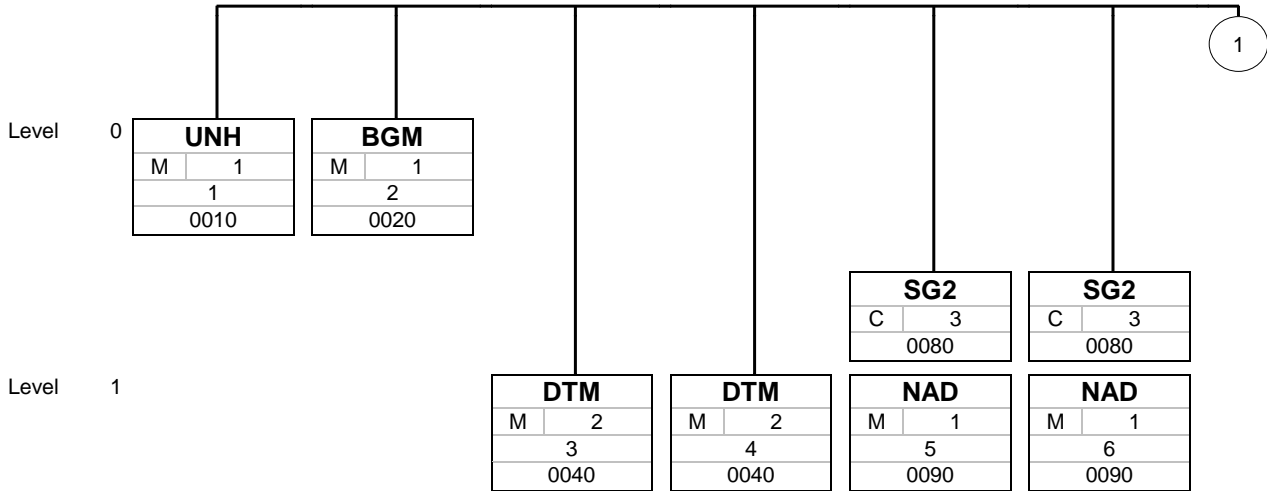 1
Level 0 UNH BGM
M 1 M 1
1 2
0010 0020
SG2 SG2
C 3 C 3
0080 0080
Level 1 DTM DTM NAD NAD
M 2 M 2 M 1 M 1
3 4 5 6
0040 0040 0090 0090